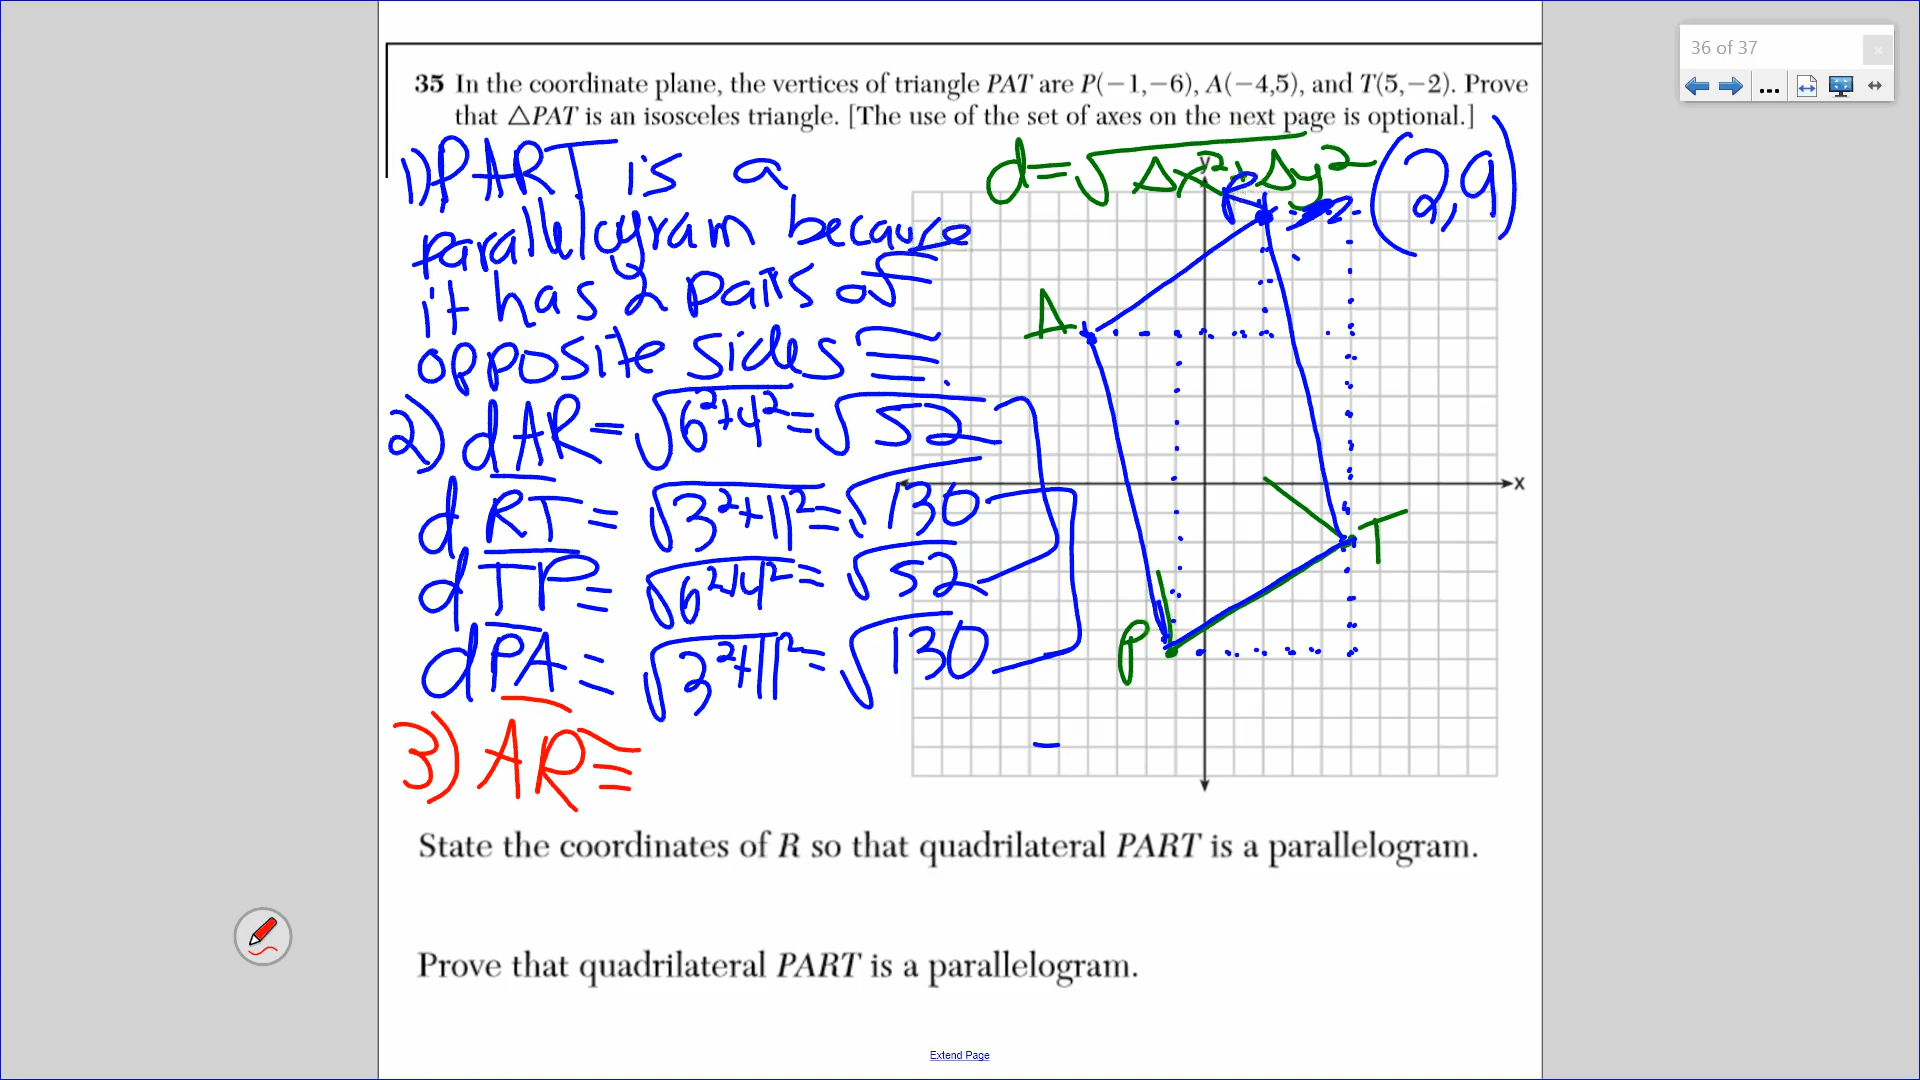 36 of 37
35 In the coordinate plane, the vertices of triangle PAT are P(−1,−6), A(−4,5), and T(5,−2). Prove
that △PAT is an isosceles triangle. [The use of the set of axes on the next page is optional.]
1) PART is a
parallelogram because
it has 2 pairs of
opposite sides ≅.
d=√Δx²+Δy²
y
R
(2,9)
A
x
T
P
2) dAR=√6²+4²=√52
dRT=√3²+11²=√130
dTP=√6²+4²=√52
dPA=√3²+11²=√130
3) AR≅
State the coordinates of R so that quadrilateral PART is a parallelogram.
Prove that quadrilateral PART is a parallelogram.
Extend Page